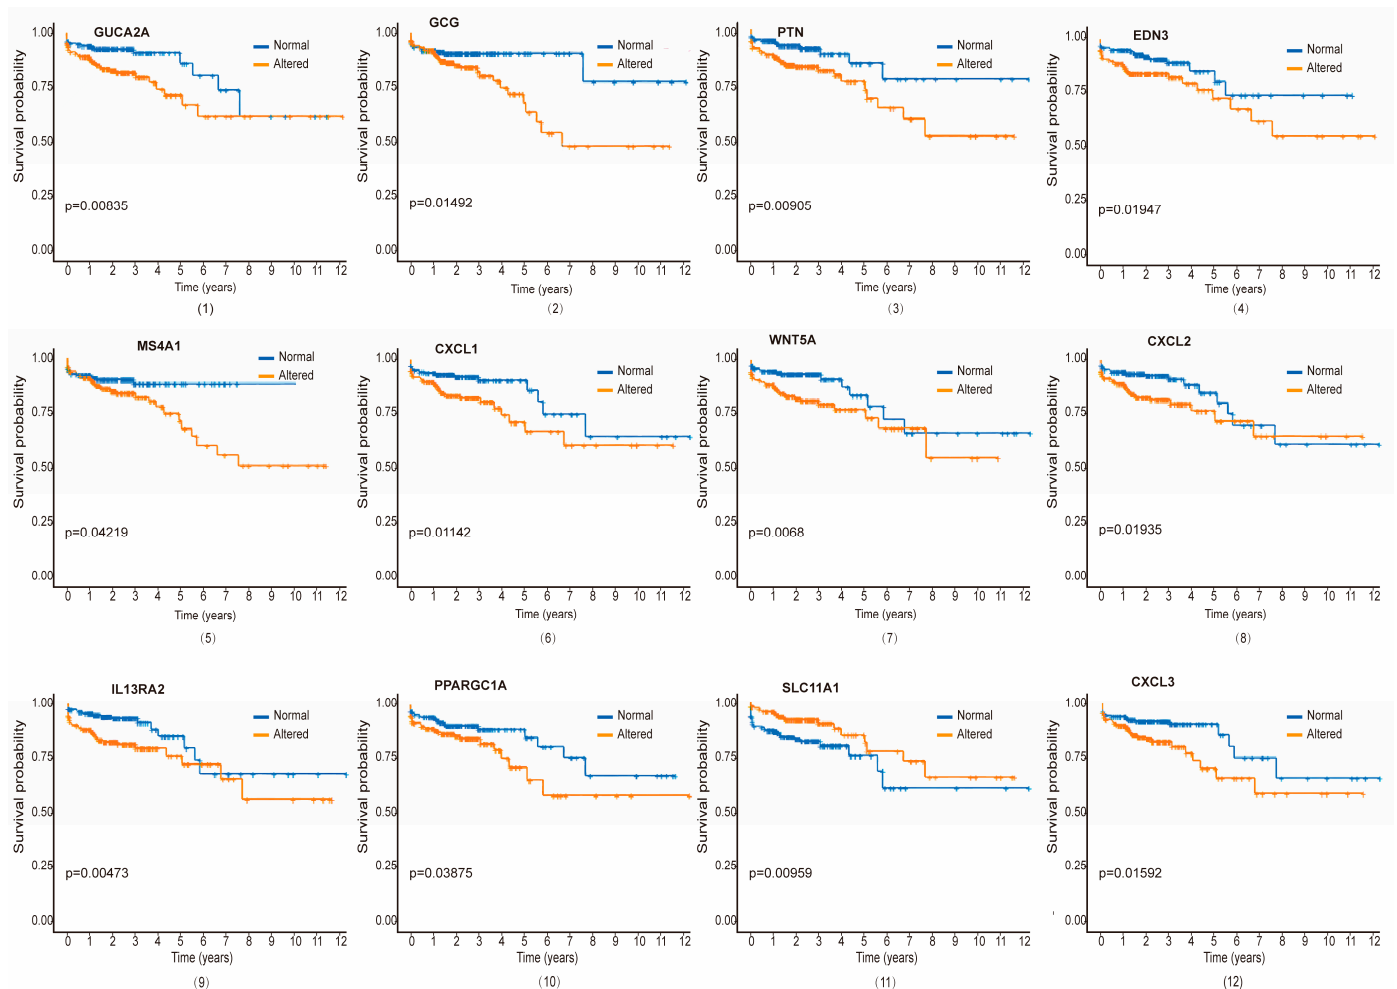 GUCA2A
Survival probability
1.00
0.75
0.50
0.25
0.00
Normal
Altered
p=0.00835
0 1 2 3 4 5 6 7 8 9 10 11 12
Time (years)
(1)
GCG
Survival probability
1.00
0.75
0.50
0.25
0.00
Normal
Altered
p=0.01492
0 1 2 3 4 5 6 7 8 9 10 11 12
Time (years)
(2)
PTN
Survival probability
1.00
0.75
0.50
0.25
0.00
Normal
Altered
p=0.00905
0 1 2 3 4 5 6 7 8 9 10 11 12
Time (years)
(3)
EDN3
Survival probability
1.00
0.75
0.50
0.25
0.00
Normal
Altered
p=0.01947
0 1 2 3 4 5 6 7 8 9 10 11 12
Time (years)
(4)
MS4A1
Survival probability
1.00
0.75
0.50
0.25
0.00
Normal
Altered
p=0.04219
0 1 2 3 4 5 6 7 8 9 10 11 12
Time (years)
(5)
CXCL1
Survival probability
1.00
0.75
0.50
0.25
0.00
Normal
Altered
p=0.01142
0 1 2 3 4 5 6 7 8 9 10 11 12
Time (years)
(6)
WNT5A
Survival probability
1.00
0.75
0.50
0.25
0.00
Normal
Altered
p=0.0068
0 1 2 3 4 5 6 7 8 9 10 11 12
Time (years)
(7)
CXCL2
Survival probability
1.00
0.75
0.50
0.25
0.00
Normal
Altered
p=0.01935
0 1 2 3 4 5 6 7 8 9 10 11 12
Time (years)
(8)
IL13RA2
Survival probability
1.00
0.75
0.50
0.25
0.00
Normal
Altered
p=0.00473
0 1 2 3 4 5 6 7 8 9 10 11 12
Time (years)
(9)
PPARGC1A
Survival probability
1.00
0.75
0.50
0.25
0.00
Normal
Altered
p=0.03875
0 1 2 3 4 5 6 7 8 9 10 11 12
Time (years)
(10)
SLC11A1
Survival probability
1.00
0.75
0.50
0.25
0.00
Normal
Altered
p=0.00959
0 1 2 3 4 5 6 7 8 9 10 11 12
Time (years)
(11)
CXCL3
Survival probability
1.00
0.75
0.50
0.25
0.00
Normal
Altered
p=0.01592
0 1 2 3 4 5 6 7 8 9 10 11 12
Time (years)
(12)